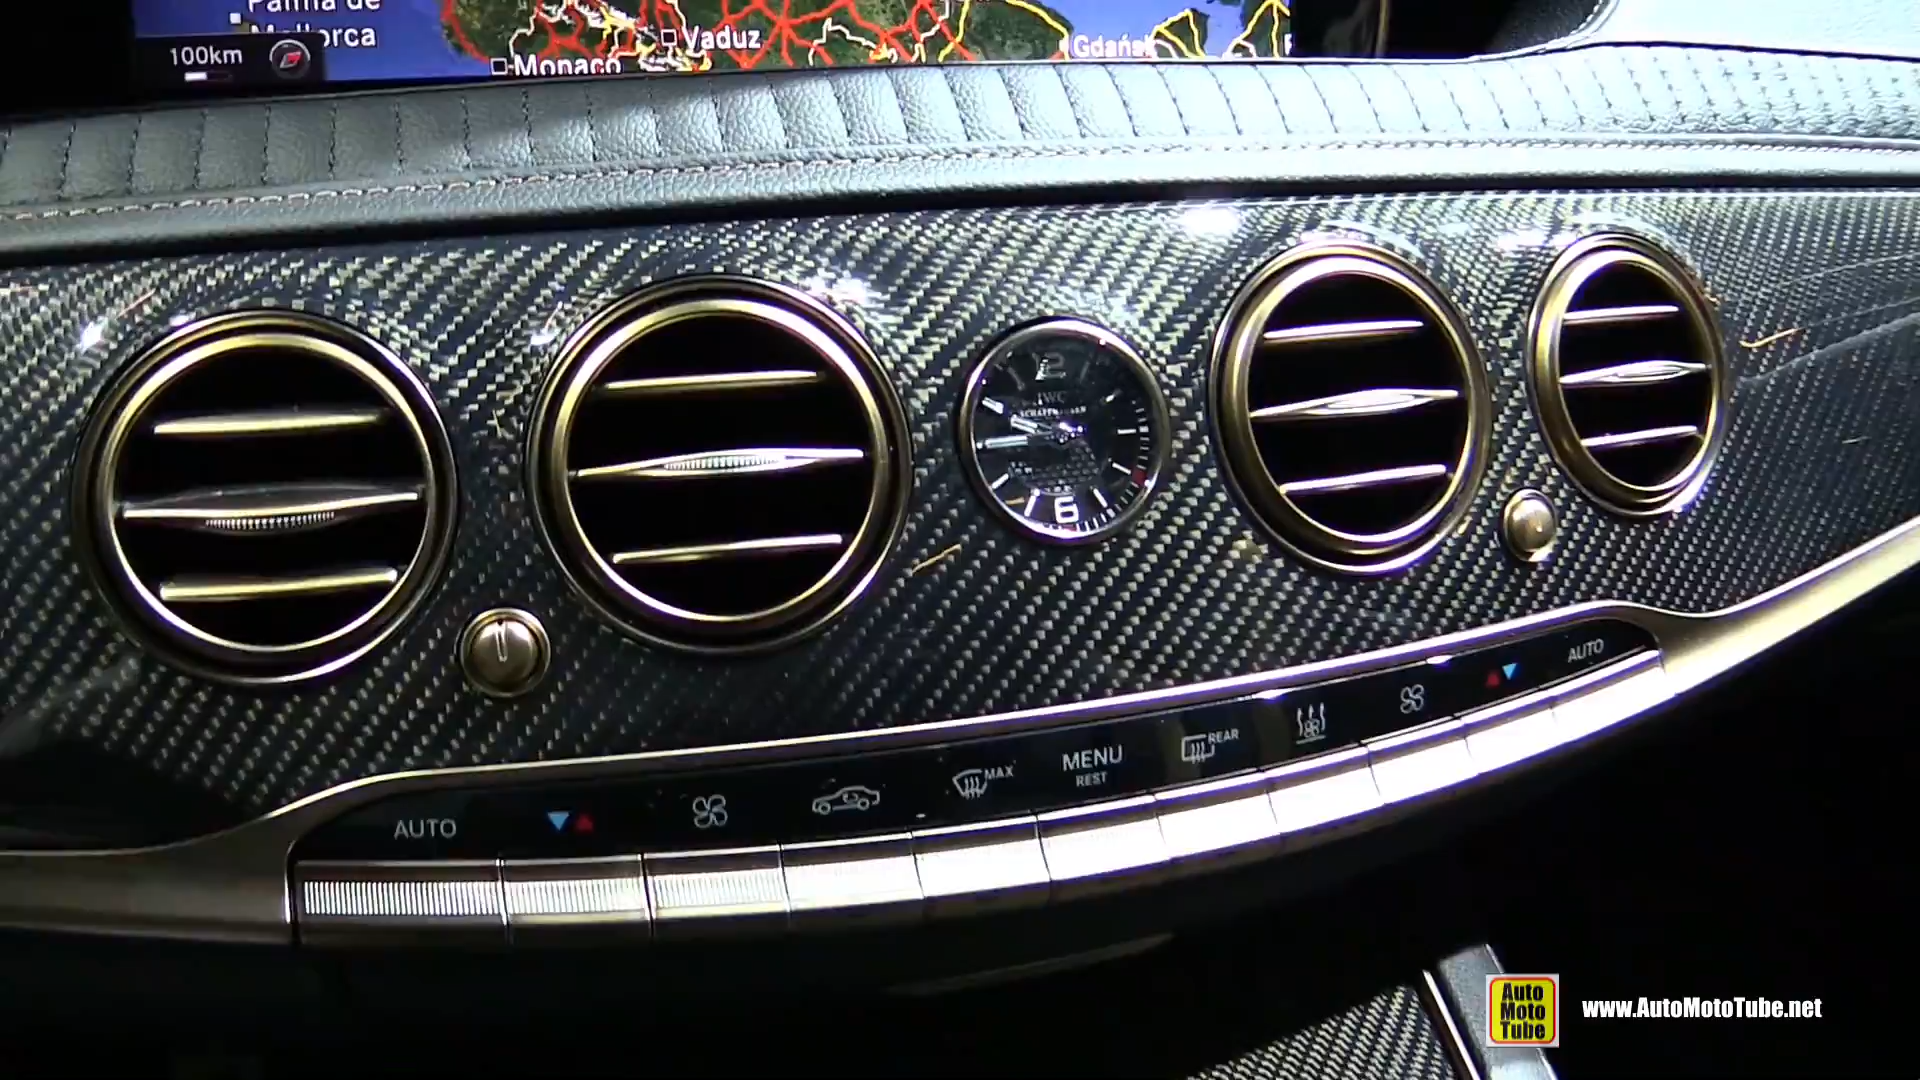 Palma de
Mallorca
100km
Monaco
Vaduz
Gdańsk
12
IWC
SCHAFFHAUSEN
6
AUTO
MAX
MENU
REST
REAR
AUTO
Auto
Moto
Tube
www.AutoMotoTube.net